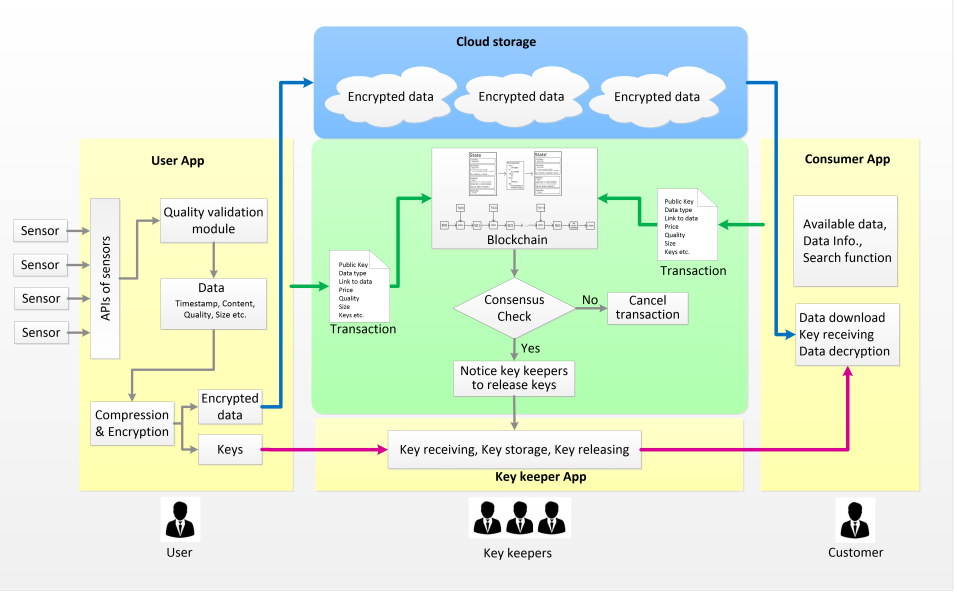 Cloud storage
Encrypted data
Encrypted data
Encrypted data
User App
Sensor
Sensor
Sensor
Sensor
APIs of sensors
Quality validation
module
Data
Timestamp, Content,
Quality, Size etc.
Compression
& Encryption
Encrypted
data
Keys
Public Key
Data type
Link to data
Price
Quality
Size
Keys etc.
Transaction
State
State'
Blockchain
Public Key
Data type
Link to data
Price
Quality
Size
Keys etc.
Transaction
Consensus
Check
No
Cancel
transaction
Yes
Notice key keepers
to release keys
Key receiving, Key storage, Key releasing
Key keeper App
Consumer App
Available data,
Data Info.,
Search function
Data download
Key receiving
Data decryption
User
Key keepers
Customer